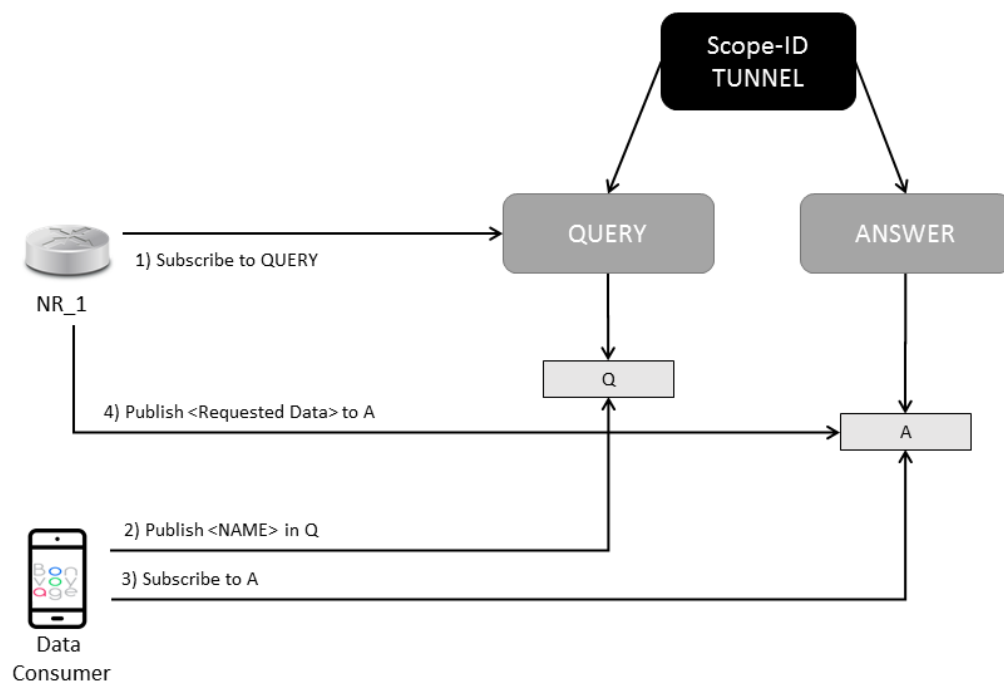 Scope-ID
TUNNEL
QUERY
ANSWER
1) Subscribe to QUERY
NR_1
Q
4) Publish <Requested Data> to A
A
2) Publish <NAME> in Q
3) Subscribe to A
Bon
voy
age
Data
Consumer